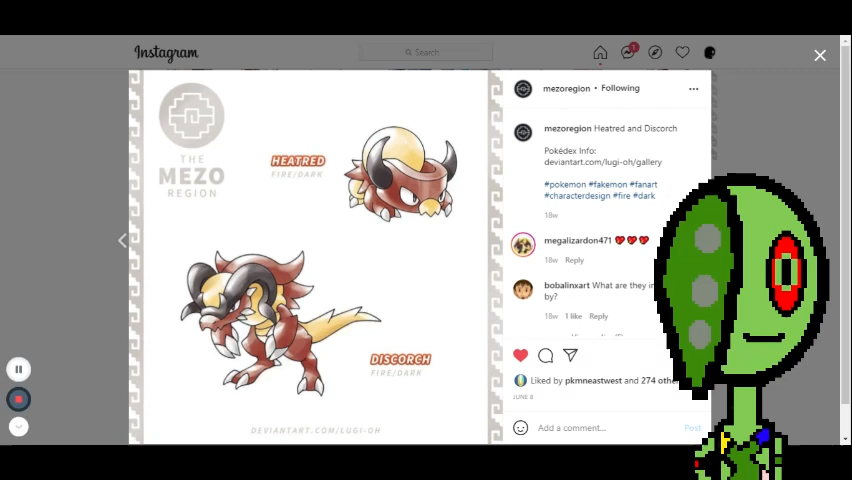 Instagram
Search
1
THE
MEZO
REGION
HEATRED
FIRE/DARK
DISCORCH
FIRE/DARK
DEVIANTART.COM/LUGI-OH
mezoregion • Following
mezoregion Heatred and Discorch
Pokédex Info:
deviantart.com/lugi-oh/gallery
#pokemon #fakemon #fanart
#characterdesign #fire #dark
18w
megalizardon471
18w Reply
bobalinxart What are they in
by?
18w 1 like Reply
Liked by pkmneastwest and 274 other
JUNE 8
Add a comment...
Post